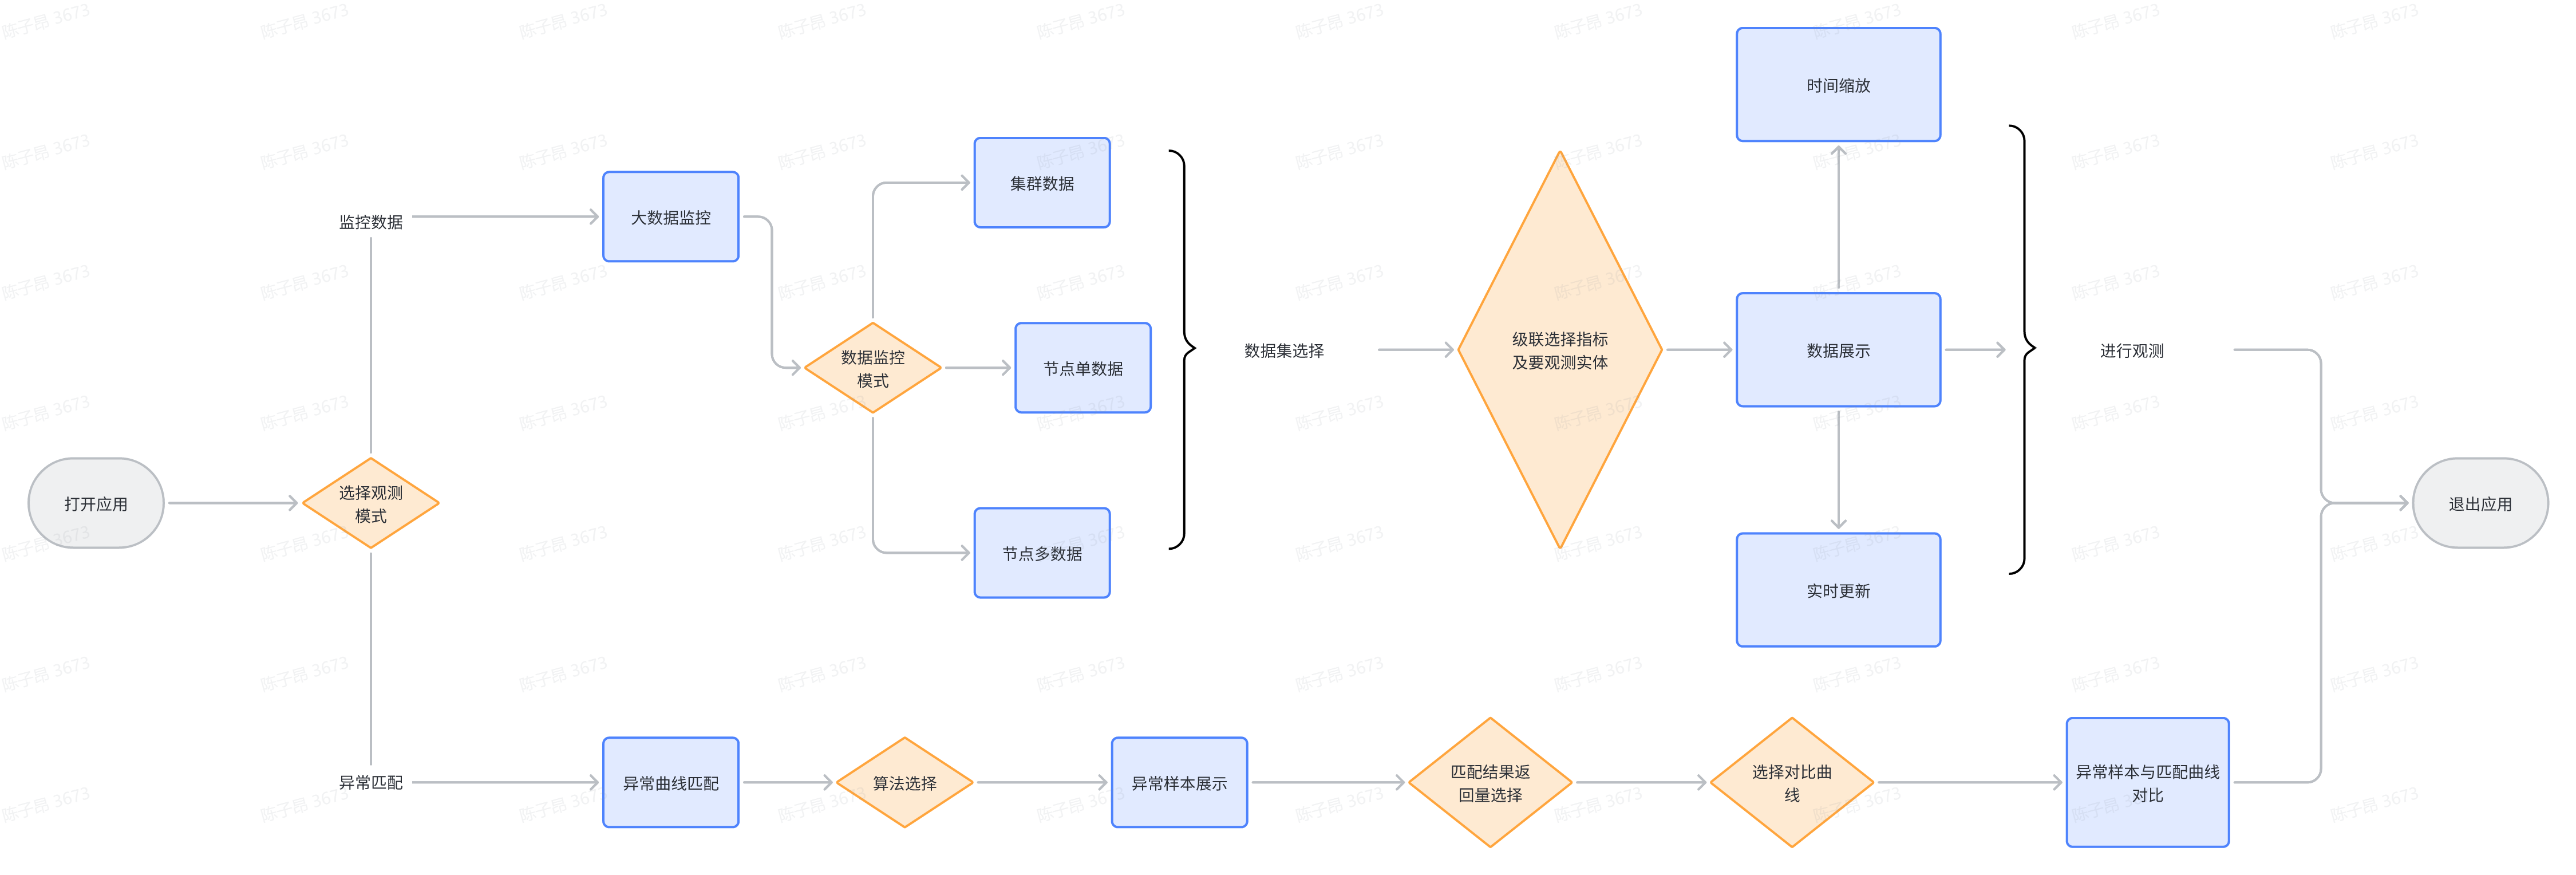 打开应用
选择观测
模式
监控数据
大数据监控
数据监控
模式
集群数据
节点单数据
节点多数据
数据集选择
级联选择指标
及要观测实体
时间缩放
数据展示
实时更新
进行观测
退出应用
异常匹配
异常曲线匹配
算法选择
异常样本展示
匹配结果返
回量选择
选择对比曲
线
异常样本与匹配曲线
对比
陈子昂 3673